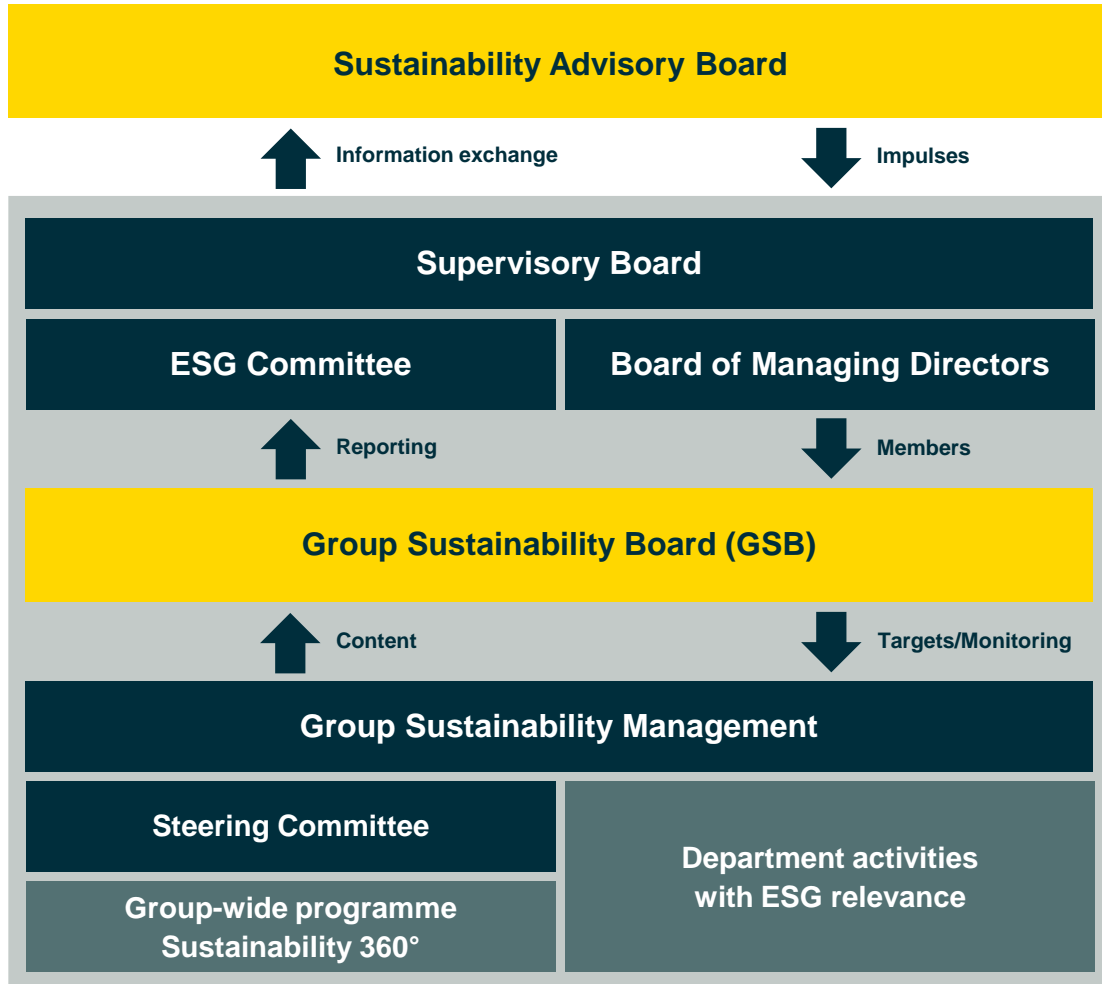 Sustainability Advisory Board
Information exchange
Impulses
Supervisory Board
ESG Committee
Board of Managing Directors
Reporting
Members
Group Sustainability Board (GSB)
Content
Targets/Monitoring
Group Sustainability Management
Steering Committee
Group-wide programme
Sustainability 360°
Department activities
with ESG relevance